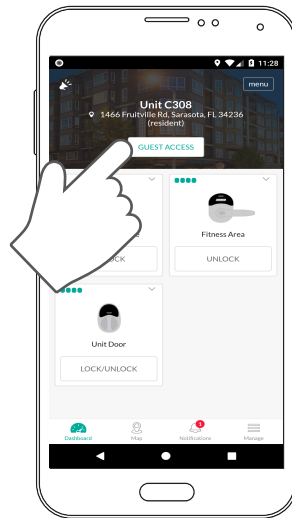 11:28
menu
Unit C308
1466 Fruitville Rd, Sarasota, FL 34236
(resident)
GUEST ACCESS
Fitness Area
UNLOCK
Unit Door
LOCK/UNLOCK
1
Dashboard
Map
Notifications
Manage